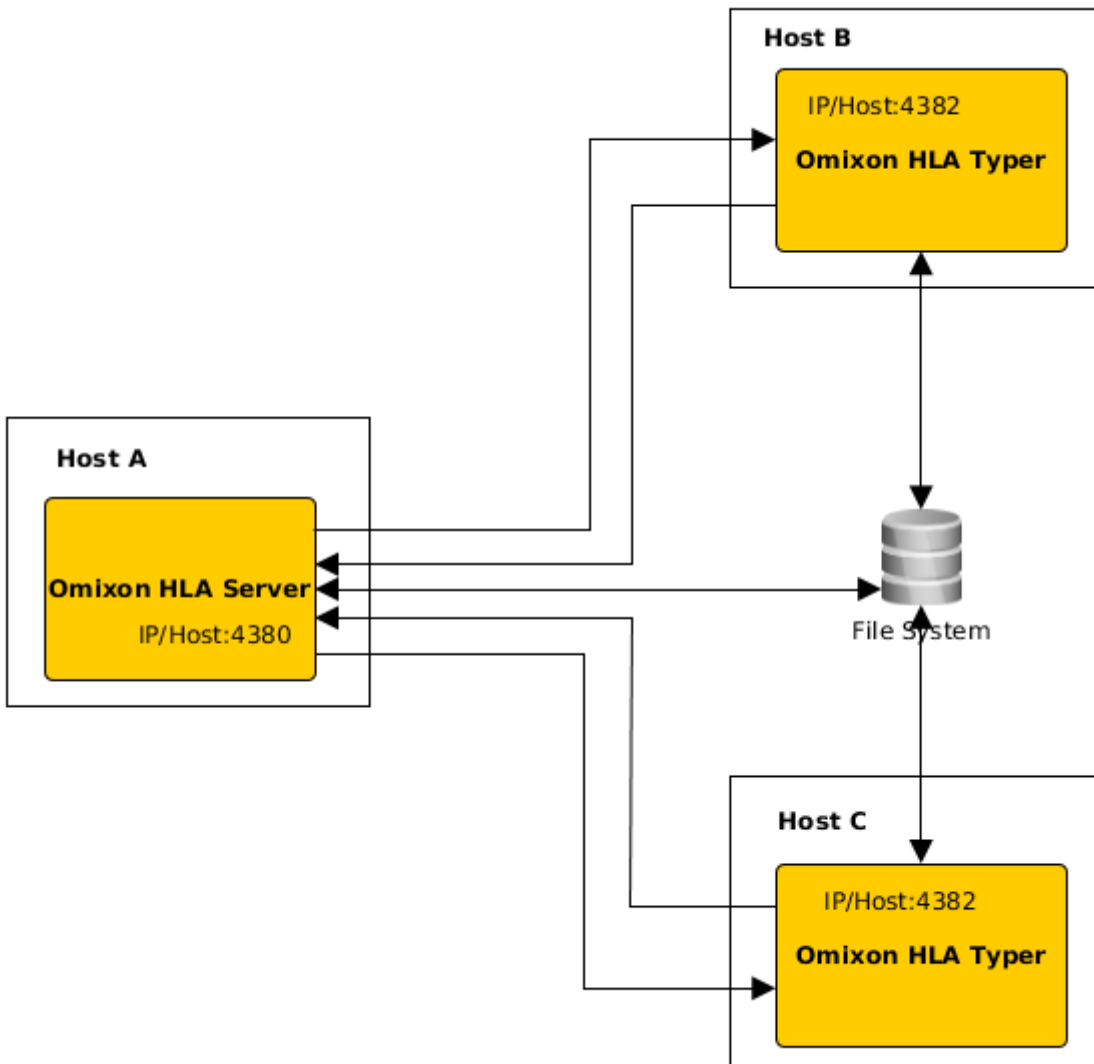 Host B
IP/Host:4382
Omixon HLA Typer
Host A
Omixon HLA Server
IP/Host:4380
File System
Host C
IP/Host:4382
Omixon HLA Typer